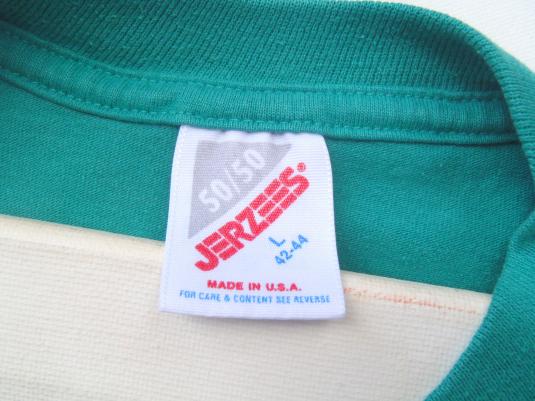 50/50
JERZEES®
L
42-44
MADE IN U.S.A.
FOR CARE & CONTENT SEE REVERSE